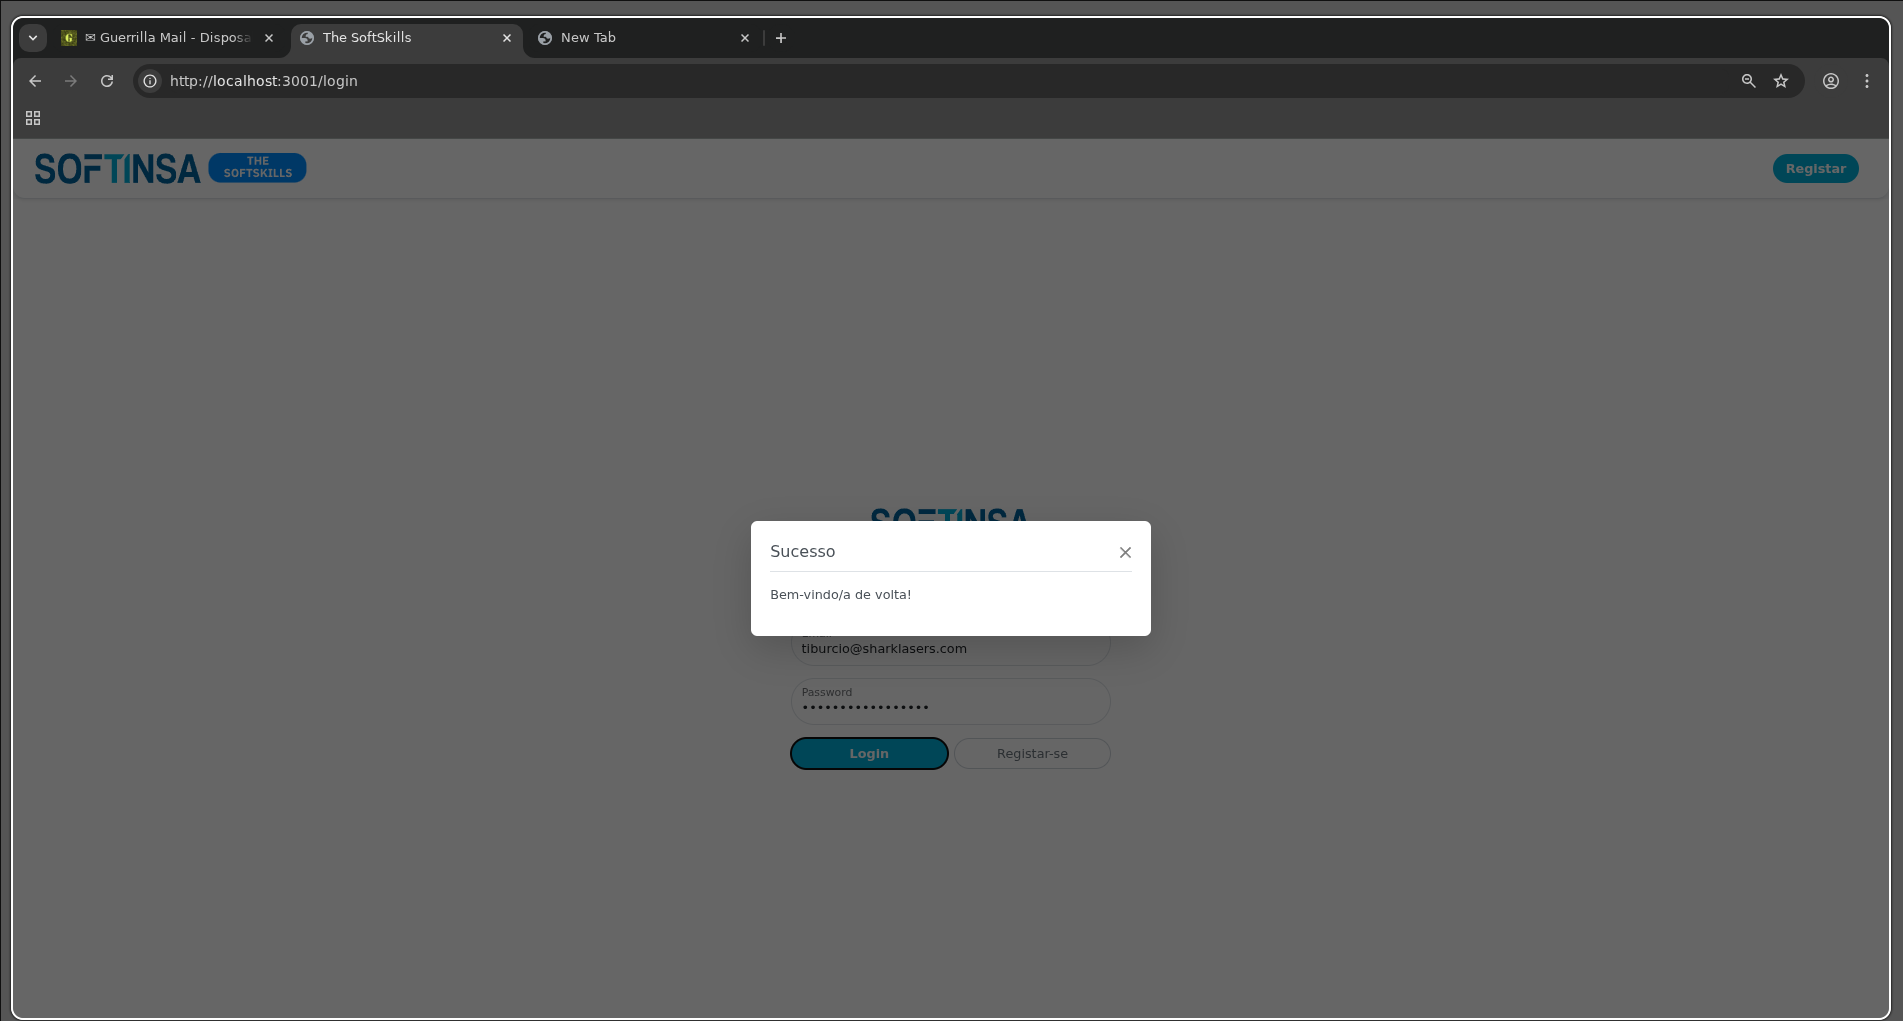 ✉ Guerrilla Mail - Disposa
The SoftSkills
New Tab
http://localhost:3001/login
SOFTINSA
THE
SOFTSKILLS
Registar
SOFTINSA
Sucesso
Bem-vindo/a de volta!
tiburcio@sharklasers.com
Password
•••••••••••••••••
Login
Registar-se